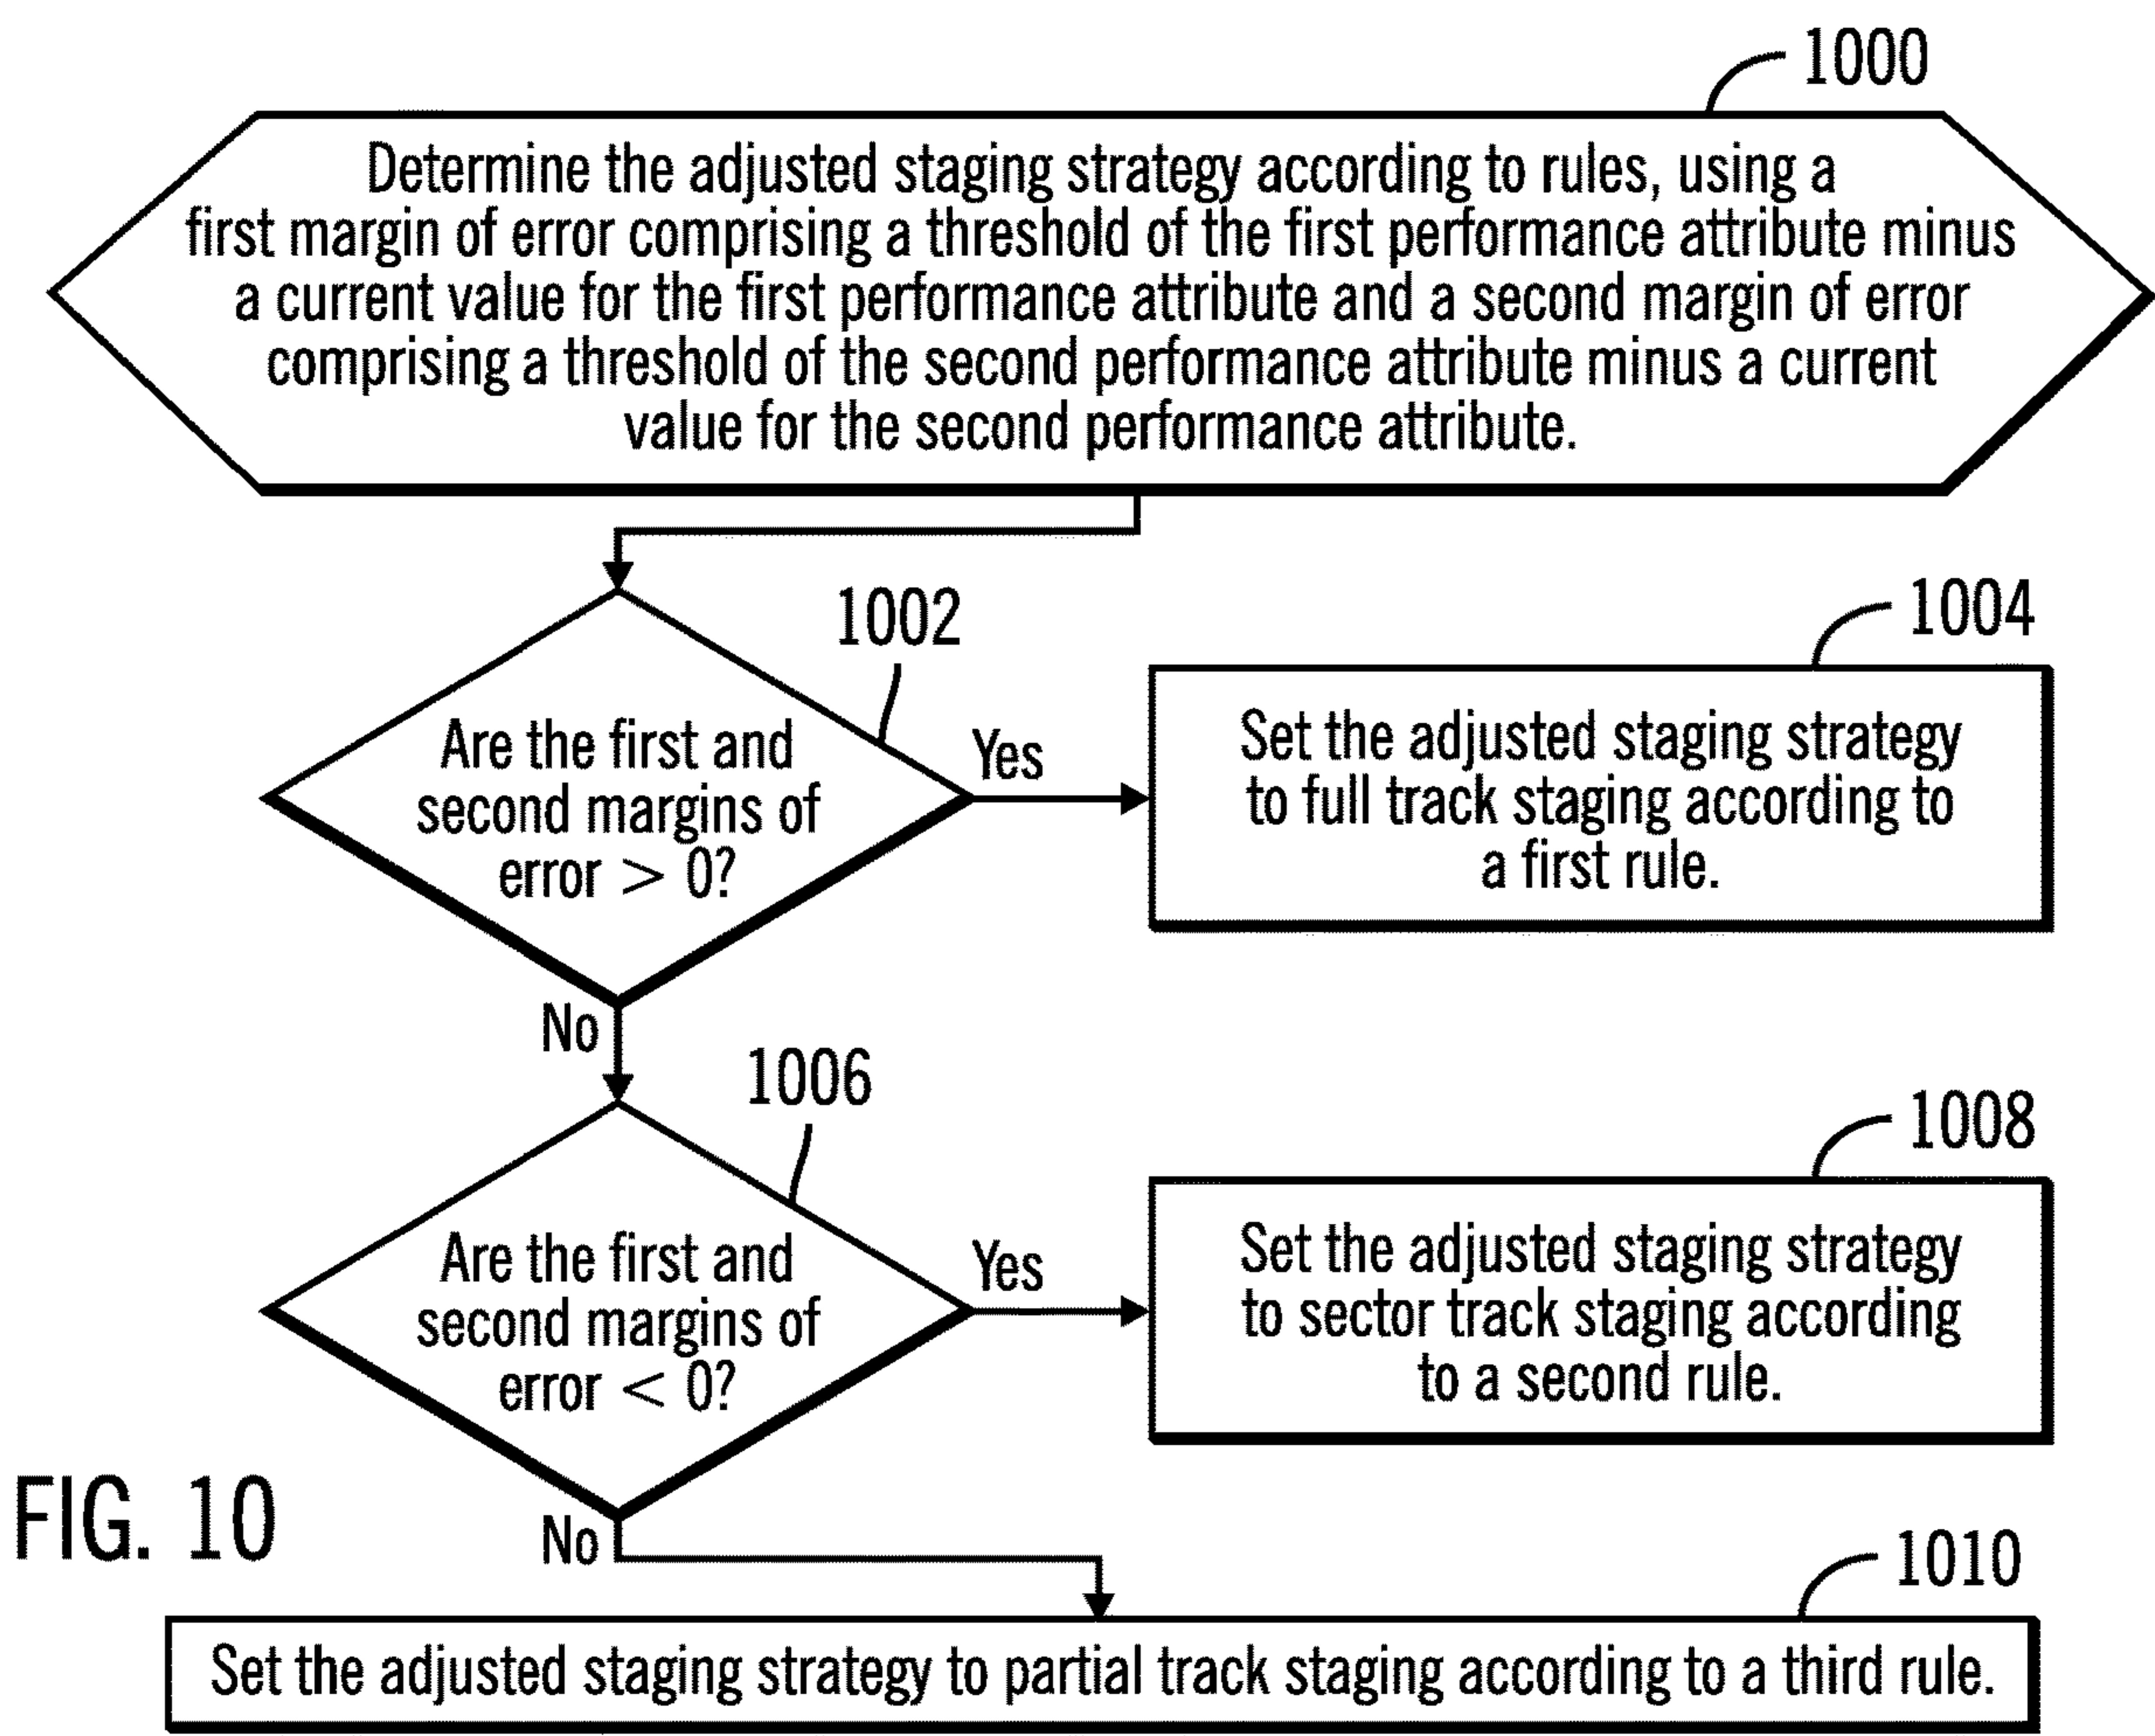 1000
Determine the adjusted staging strategy according to rules, using a
first margin of error comprising a threshold of the first performance attribute minus
a current value for the first performance attribute and a second margin of error
comprising a threshold of the second performance attribute minus a current
value for the second performance attribute.
1002
Are the first and
second margins of
error > 0?
Yes
1004
Set the adjusted staging strategy
to full track staging according to
a first rule.
No
1006
Are the first and
second margins of
error < 0?
Yes
1008
Set the adjusted staging strategy
to sector track staging according
to a second rule.
No
1010
Set the adjusted staging strategy to partial track staging according to a third rule.
FIG. 10